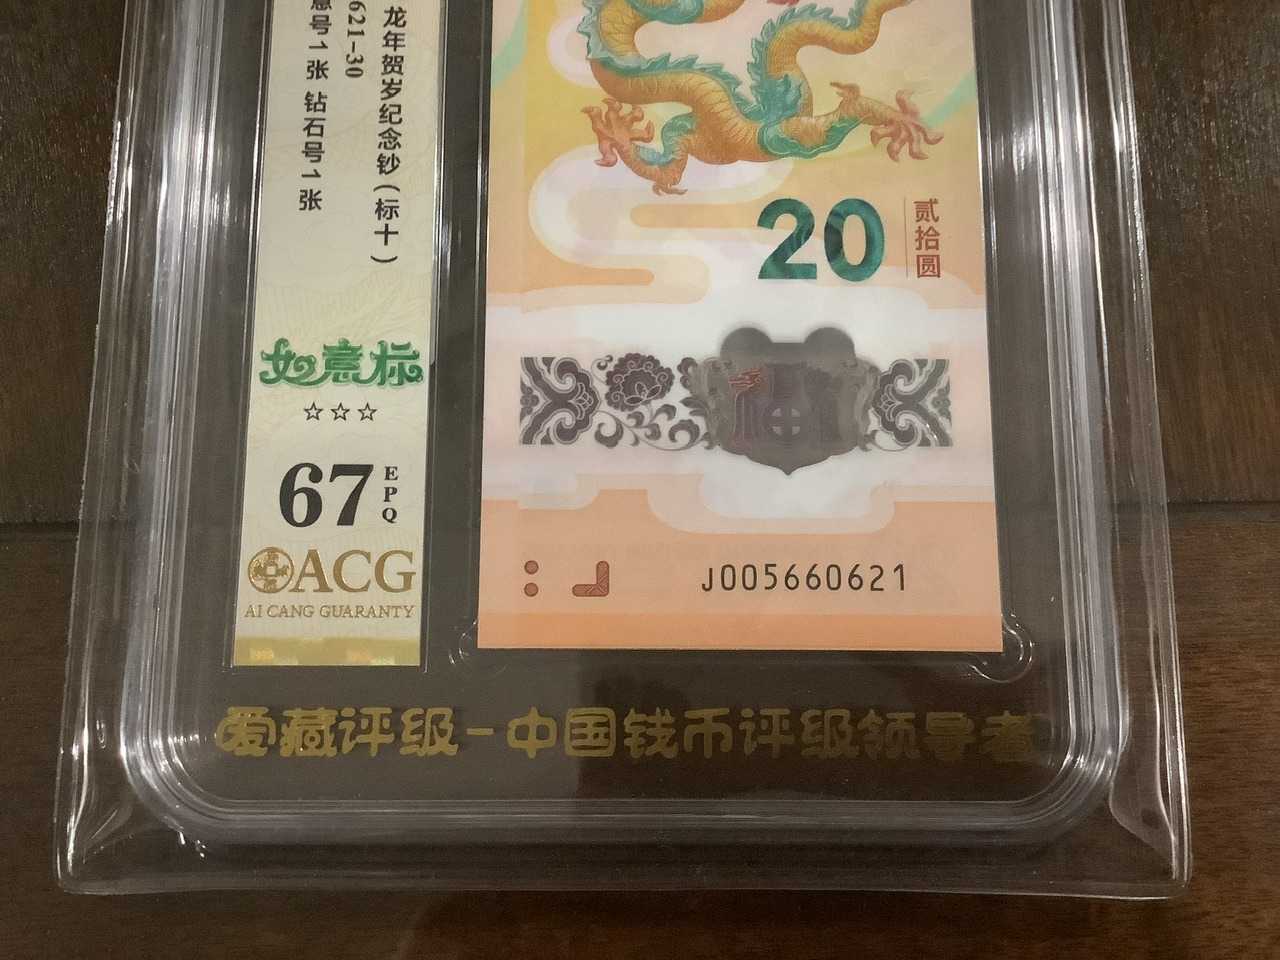 龙年贺岁纪念钞(标十)
621-30
意号1张 钻石号1张
如意标
☆☆☆
67
EPQ
ACG
AI CANG GUARANTY
20
贰拾圆
J005660621
爱藏评级-中国钱币评级领导者